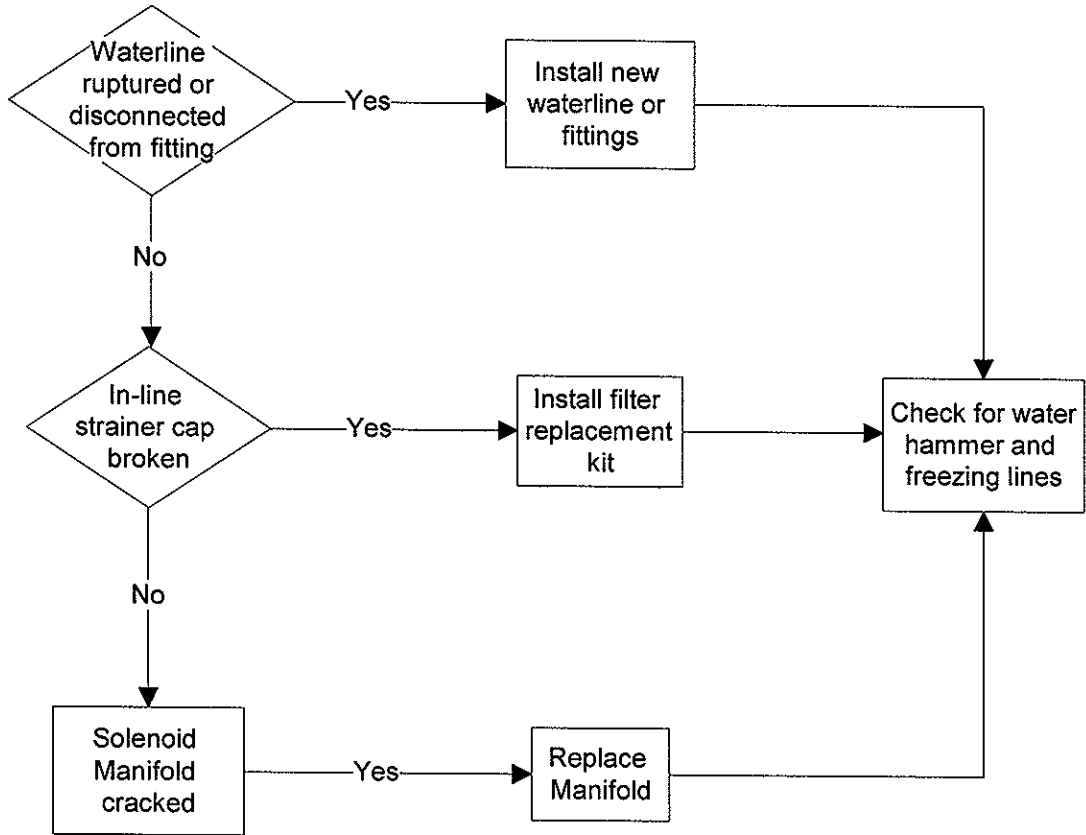 Waterline
ruptured or
disconnected
from fitting
Yes
Install new
waterline or
fittings
No
In-line
strainer cap
broken
Yes
Install filter
replacement
kit
Check for water
hammer and
freezing lines
No
Solenoid
Manifold
cracked
Yes
Replace
Manifold